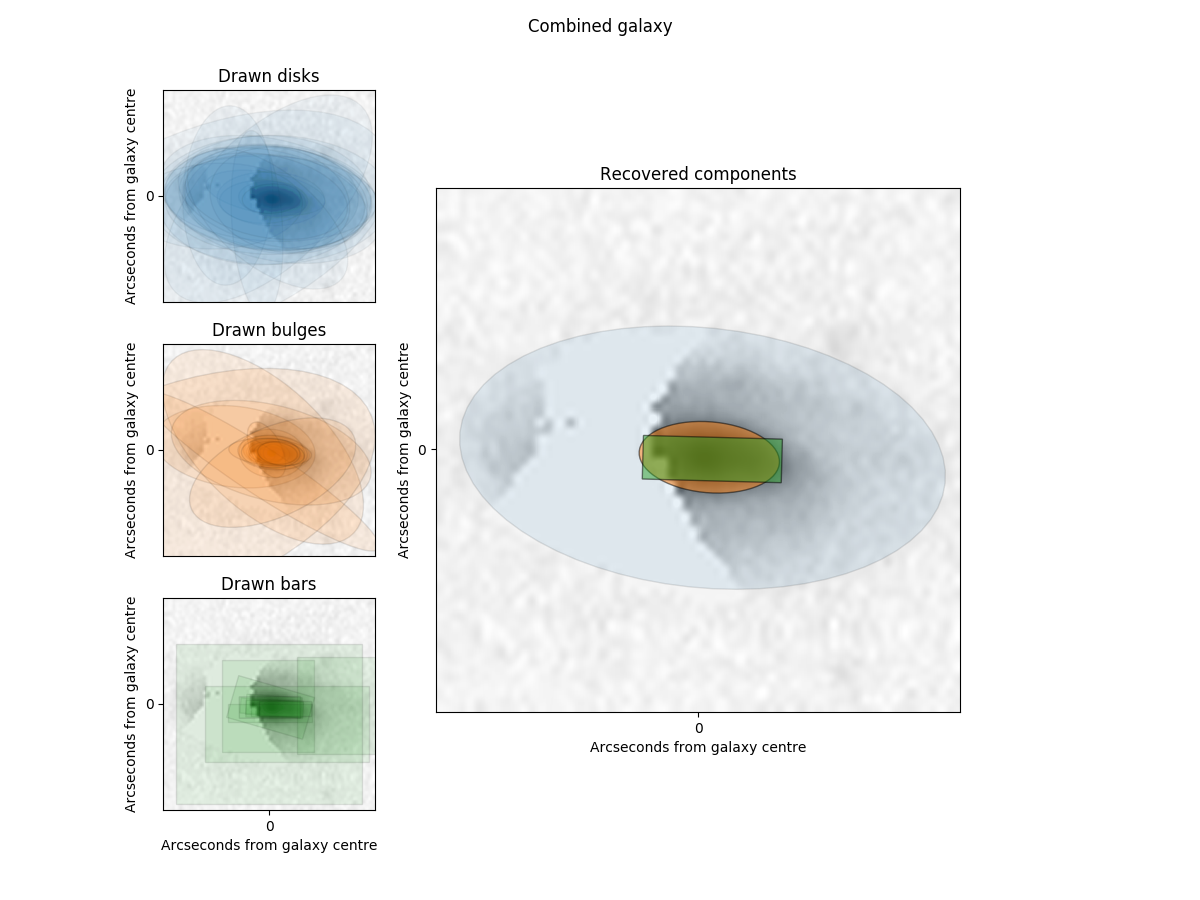 Combined galaxy
Drawn disks
Arcseconds from galaxy centre
0
Drawn bulges
Arcseconds from galaxy centre
0
Drawn bars
Arcseconds from galaxy centre
0
0
Arcseconds from galaxy centre
Recovered components
Arcseconds from galaxy centre
0
0
Arcseconds from galaxy centre